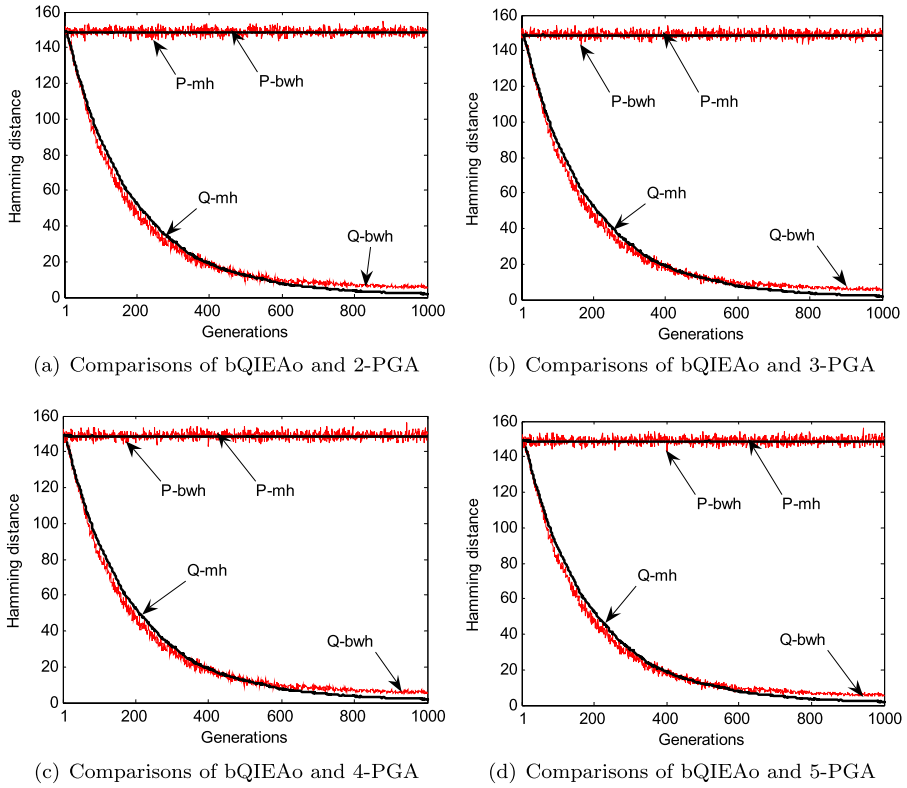 160
140
120
100
80
60
40
20
0
Hamming distance
P-mh
P-bwh
Q-mh
Q-bwh
1
200
400
600
800
1000
Generations
(a) Comparisons of bQIEAo and 2-PGA
160
140
120
100
80
60
40
20
0
Hamming distance
P-bwh
P-mh
Q-mh
Q-bwh
1
200
400
600
800
1000
Generations
(b) Comparisons of bQIEAo and 3-PGA
160
140
120
100
80
60
40
20
0
Hamming distance
P-bwh
P-mh
Q-mh
Q-bwh
1
200
400
600
800
1000
Generations
(c) Comparisons of bQIEAo and 4-PGA
160
140
120
100
80
60
40
20
0
Hamming distance
P-bwh
P-mh
Q-mh
Q-bwh
1
200
400
600
800
1000
Generations
(d) Comparisons of bQIEAo and 5-PGA